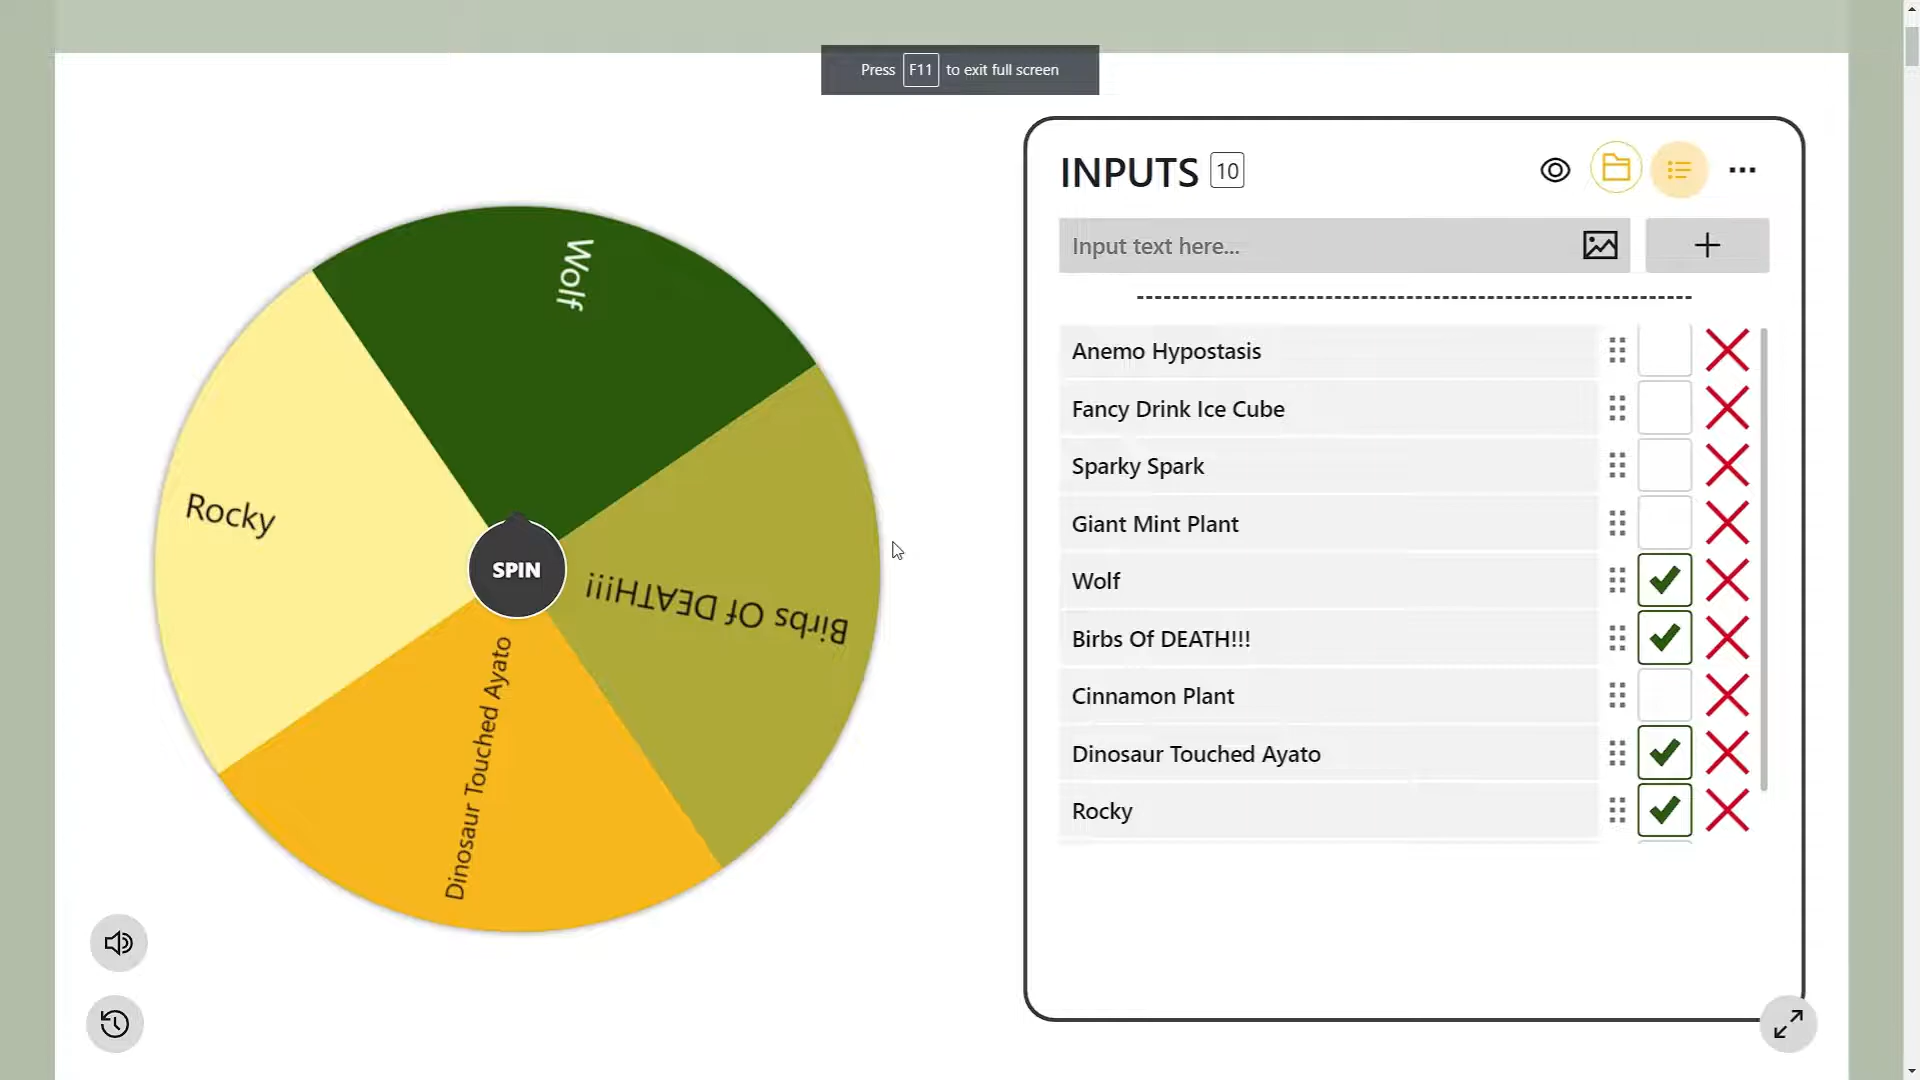 Press F11 to exit full screen
INPUTS 10
Input text here...
Anemo Hypostasis
Fancy Drink Ice Cube
Sparky Spark
Giant Mint Plant
Wolf
Birbs Of DEATH!!!
Cinnamon Plant
Dinosaur Touched Ayato
Rocky
Wolf
Rocky
SPIN
Birbs Of DEATH!!!
Dinosaur Touched Ayato